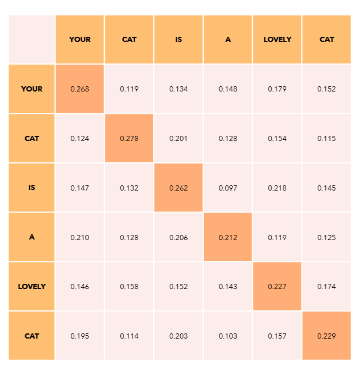 YOUR CAT IS A LOVELY CAT
YOUR 0.268 0.119 0.134 0.148 0.179 0.152
CAT 0.124 0.278 0.201 0.128 0.154 0.115
IS 0.147 0.132 0.262 0.097 0.218 0.145
A 0.210 0.128 0.206 0.212 0.119 0.125
LOVELY 0.146 0.158 0.152 0.143 0.227 0.174
CAT 0.195 0.114 0.203 0.103 0.157 0.229